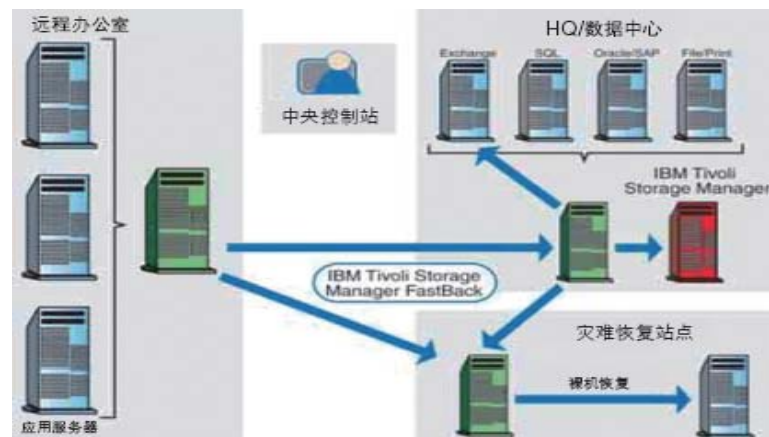 远程办公室
HQ/数据中心
Exchange
SQL
Oracle/SAP
File/Print
中央控制站
IBM Tivoli
Storage Manager
IBM Tivoli Storage
Manager FastBack
灾难恢复站点
裸机恢复
应用服务器